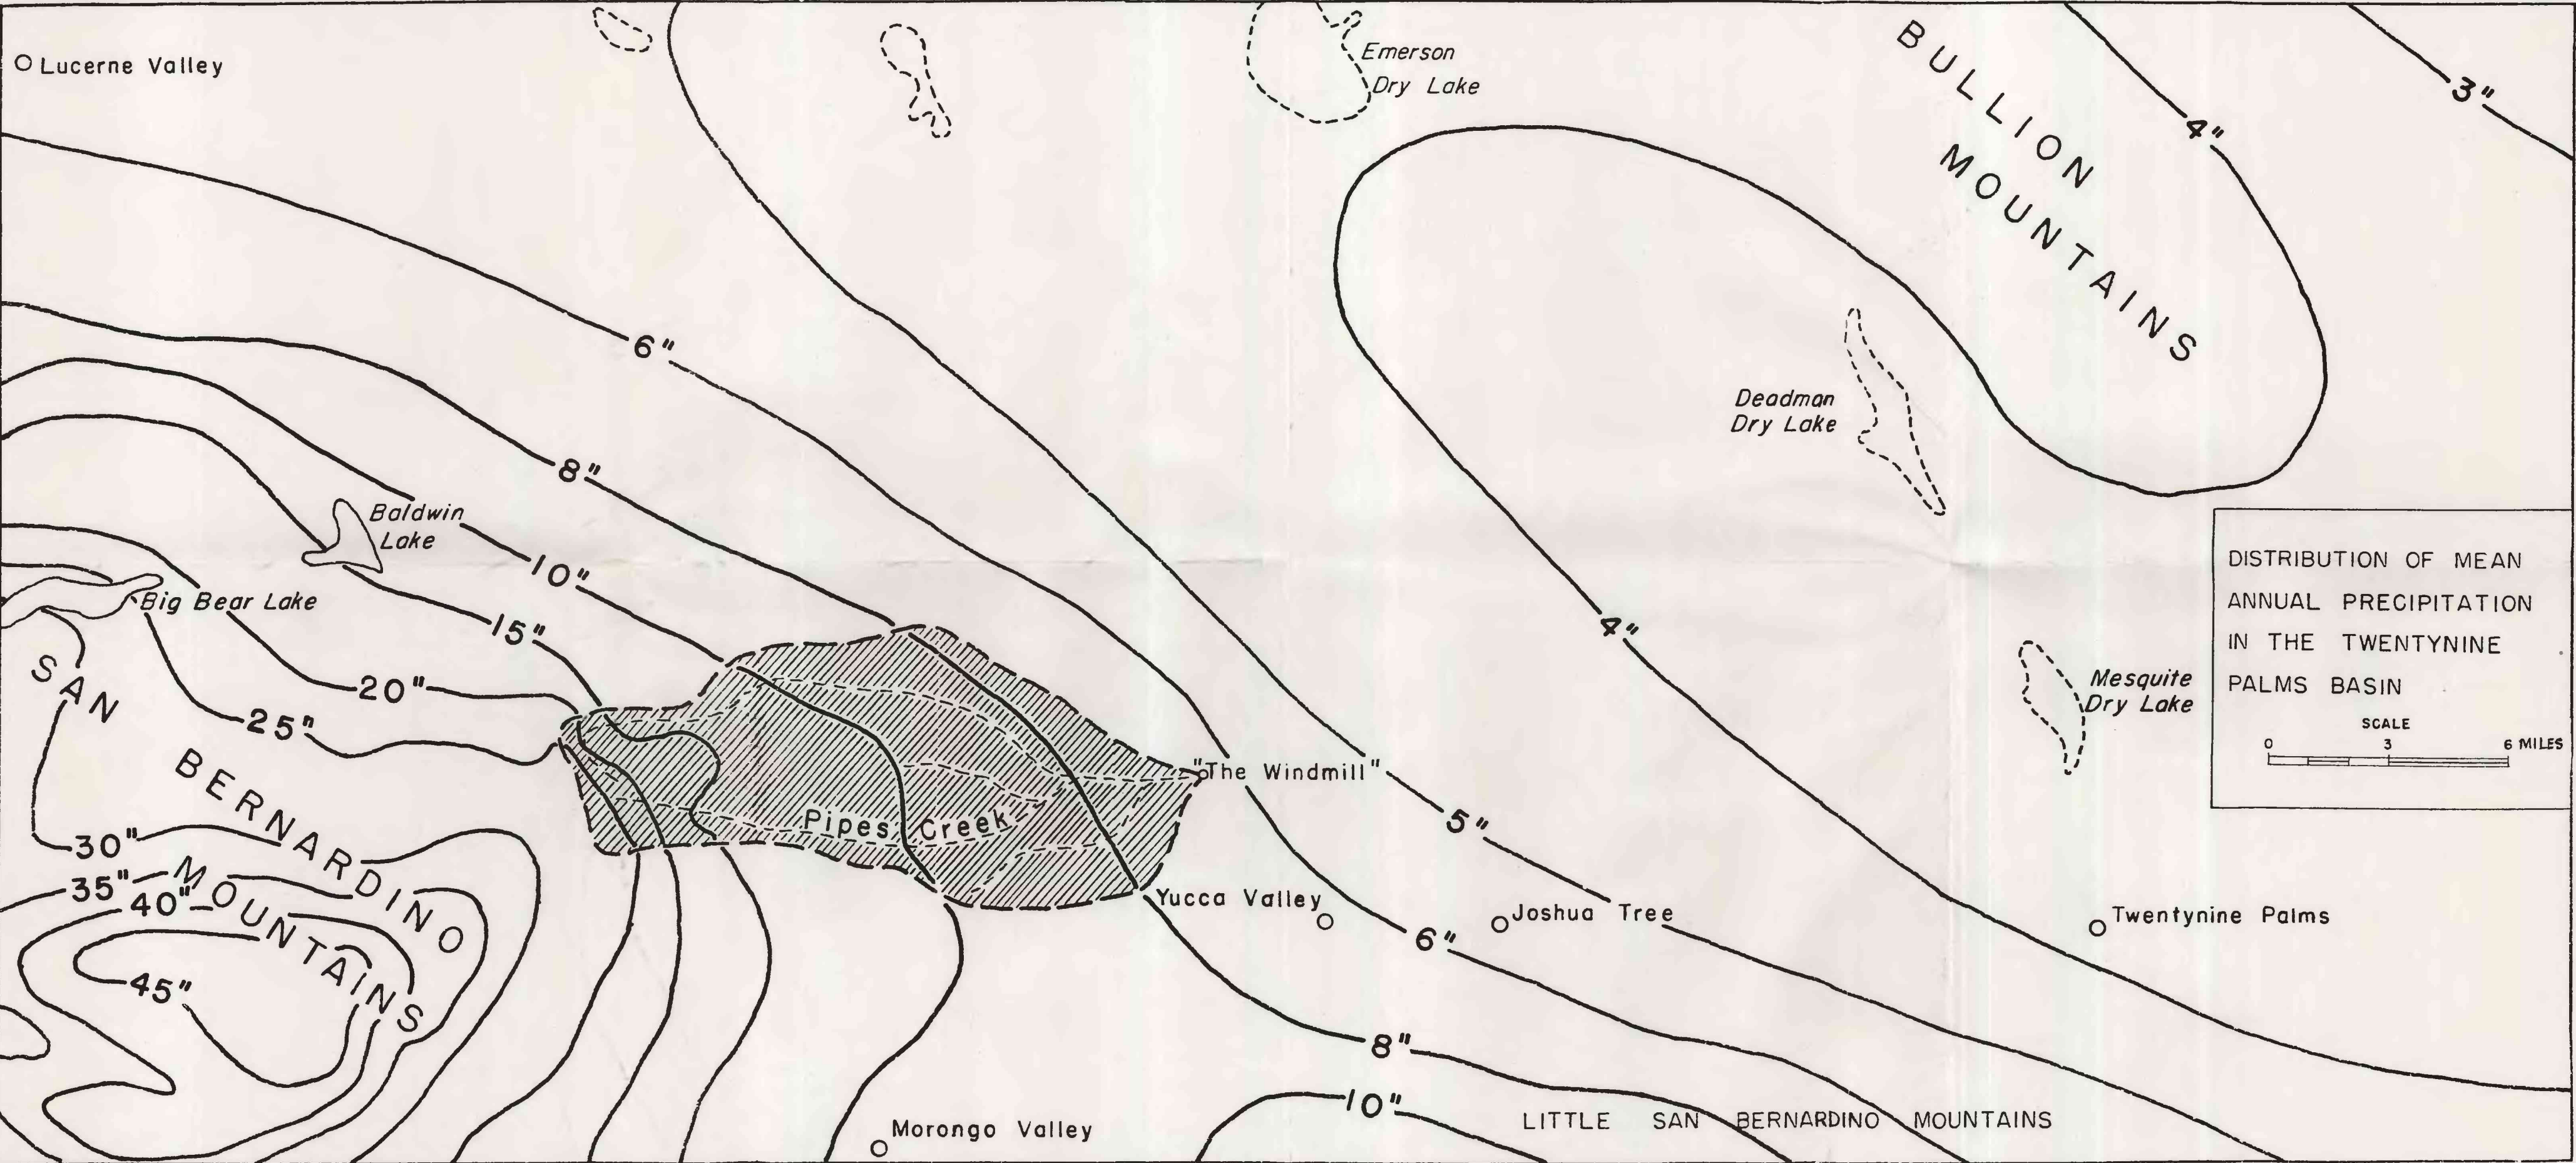 Lucerne Valley
Emerson
Dry Lake
BULLION
MOUNTAINS
3"
4"
6"
Deadman
Dry Lake
8"
Baldwin
Lake
10"
Big Bear Lake
15"
4"
DISTRIBUTION OF MEAN
ANNUAL PRECIPITATION
IN THE TWENTYNINE
PALMS BASIN
SCALE
0 3 6 MILES
Mesquite
Dry Lake
20"
25"
SAN
BERNARDINO
MOUNTAINS
"The Windmill"
Pipes Creek
5"
30"
35"
40"
45"
Yucca Valley
Joshua Tree
Twentynine Palms
6"
8"
10"
LITTLE SAN BERNARDINO MOUNTAINS
Morongo Valley